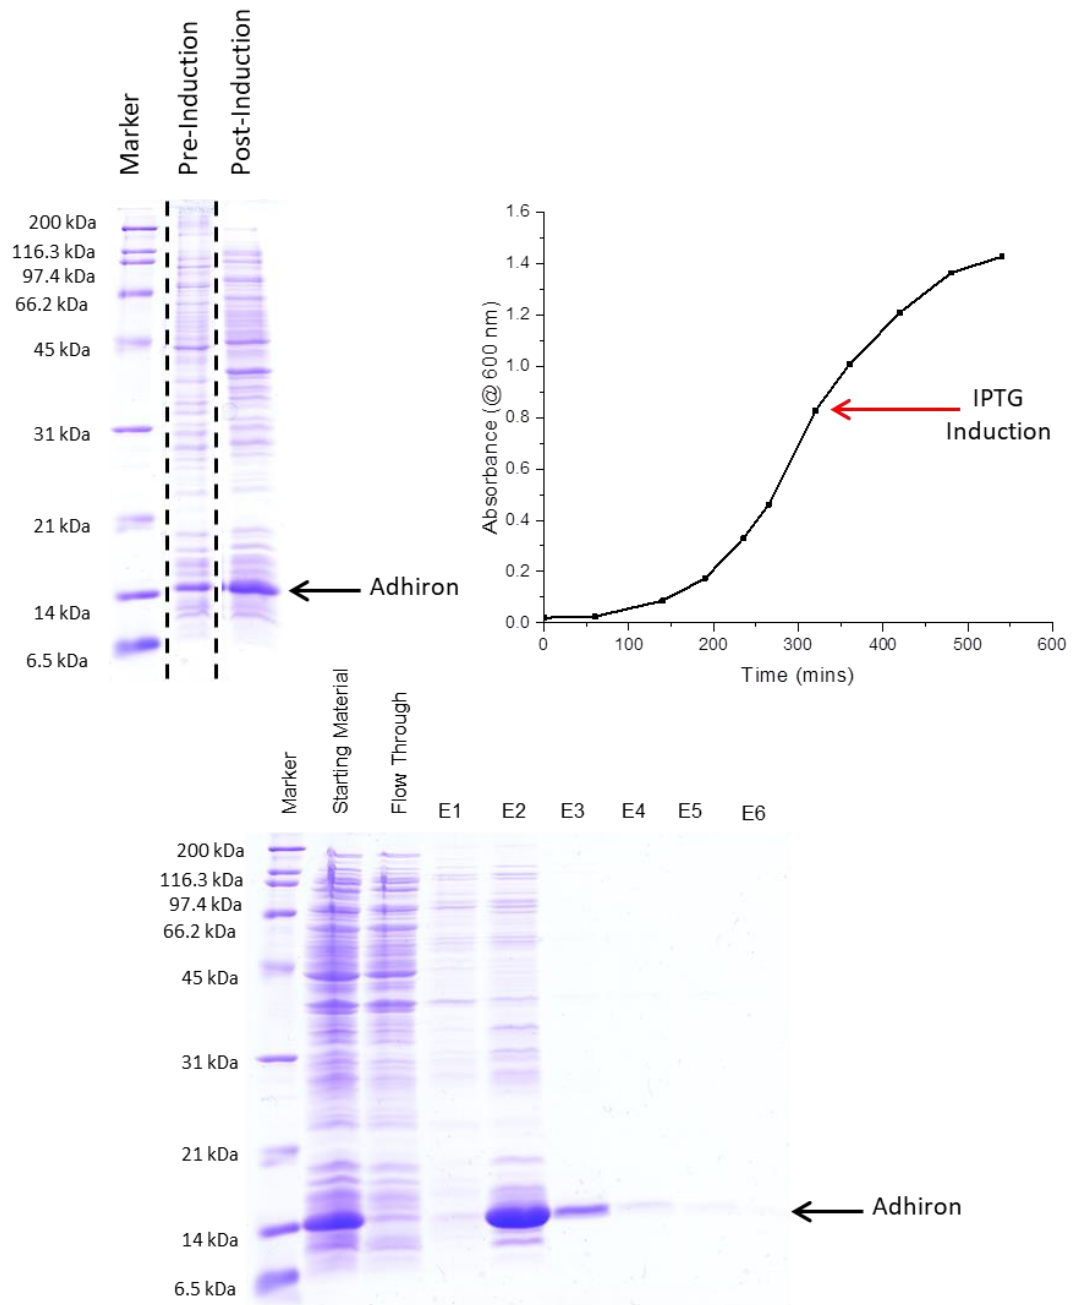 Marker
Pre-Induction
Post-Induction
200 kDa
116.3 kDa
97.4 kDa
66.2 kDa
45 kDa
31 kDa
21 kDa
14 kDa
6.5 kDa
Adhiron
1.6
1.4
1.2
1.0
0.8
0.6
0.4
0.2
0.0
Absorbance (@ 600 nm)
0
100
200
300
400
500
600
Time (mins)
IPTG
Induction
Marker
Starting Material
Flow Through
E1
E2
E3
E4
E5
E6
200 kDa
116.3 kDa
97.4 kDa
66.2 kDa
45 kDa
31 kDa
21 kDa
14 kDa
6.5 kDa
Adhiron